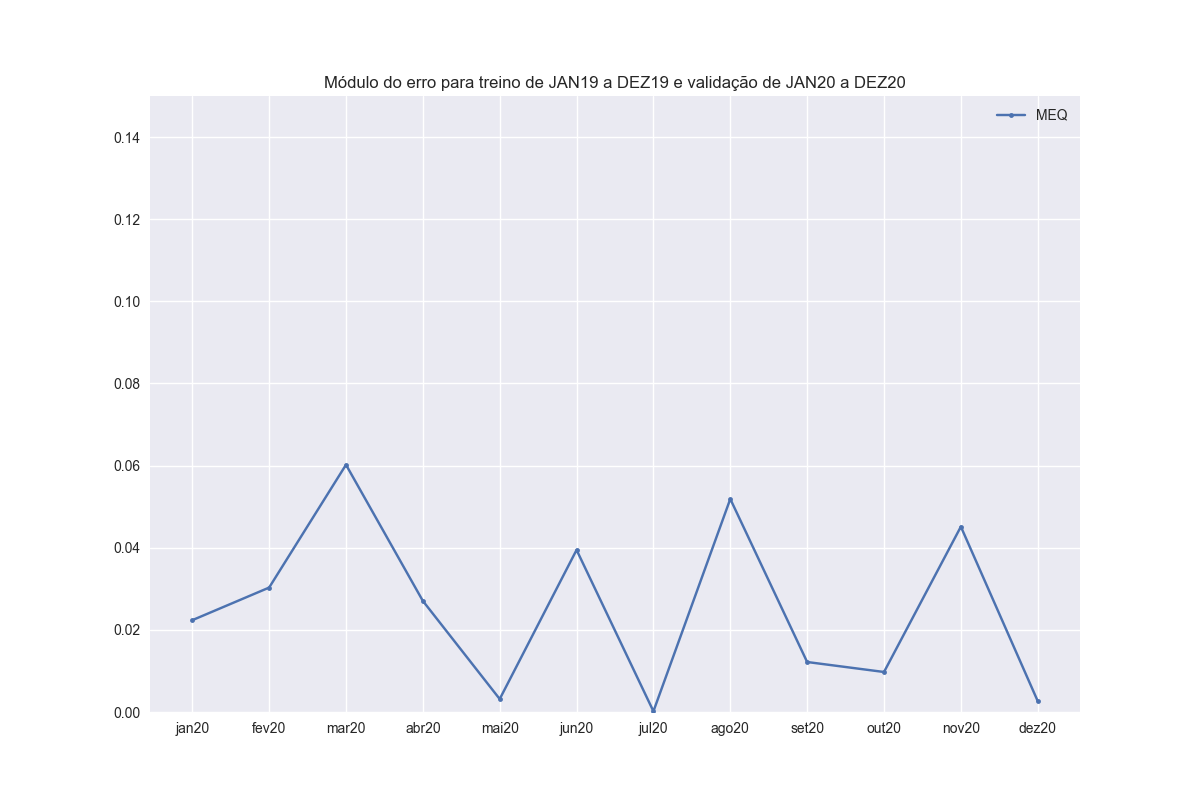 Módulo do erro para treino de JAN19 a DEZ19 e validação de JAN20 a DEZ20
MEQ
0.14
0.12
0.10
0.08
0.06
0.04
0.02
0.00
jan20 fev20 mar20 abr20 mai20 jun20 jul20 ago20 set20 out20 nov20 dez20